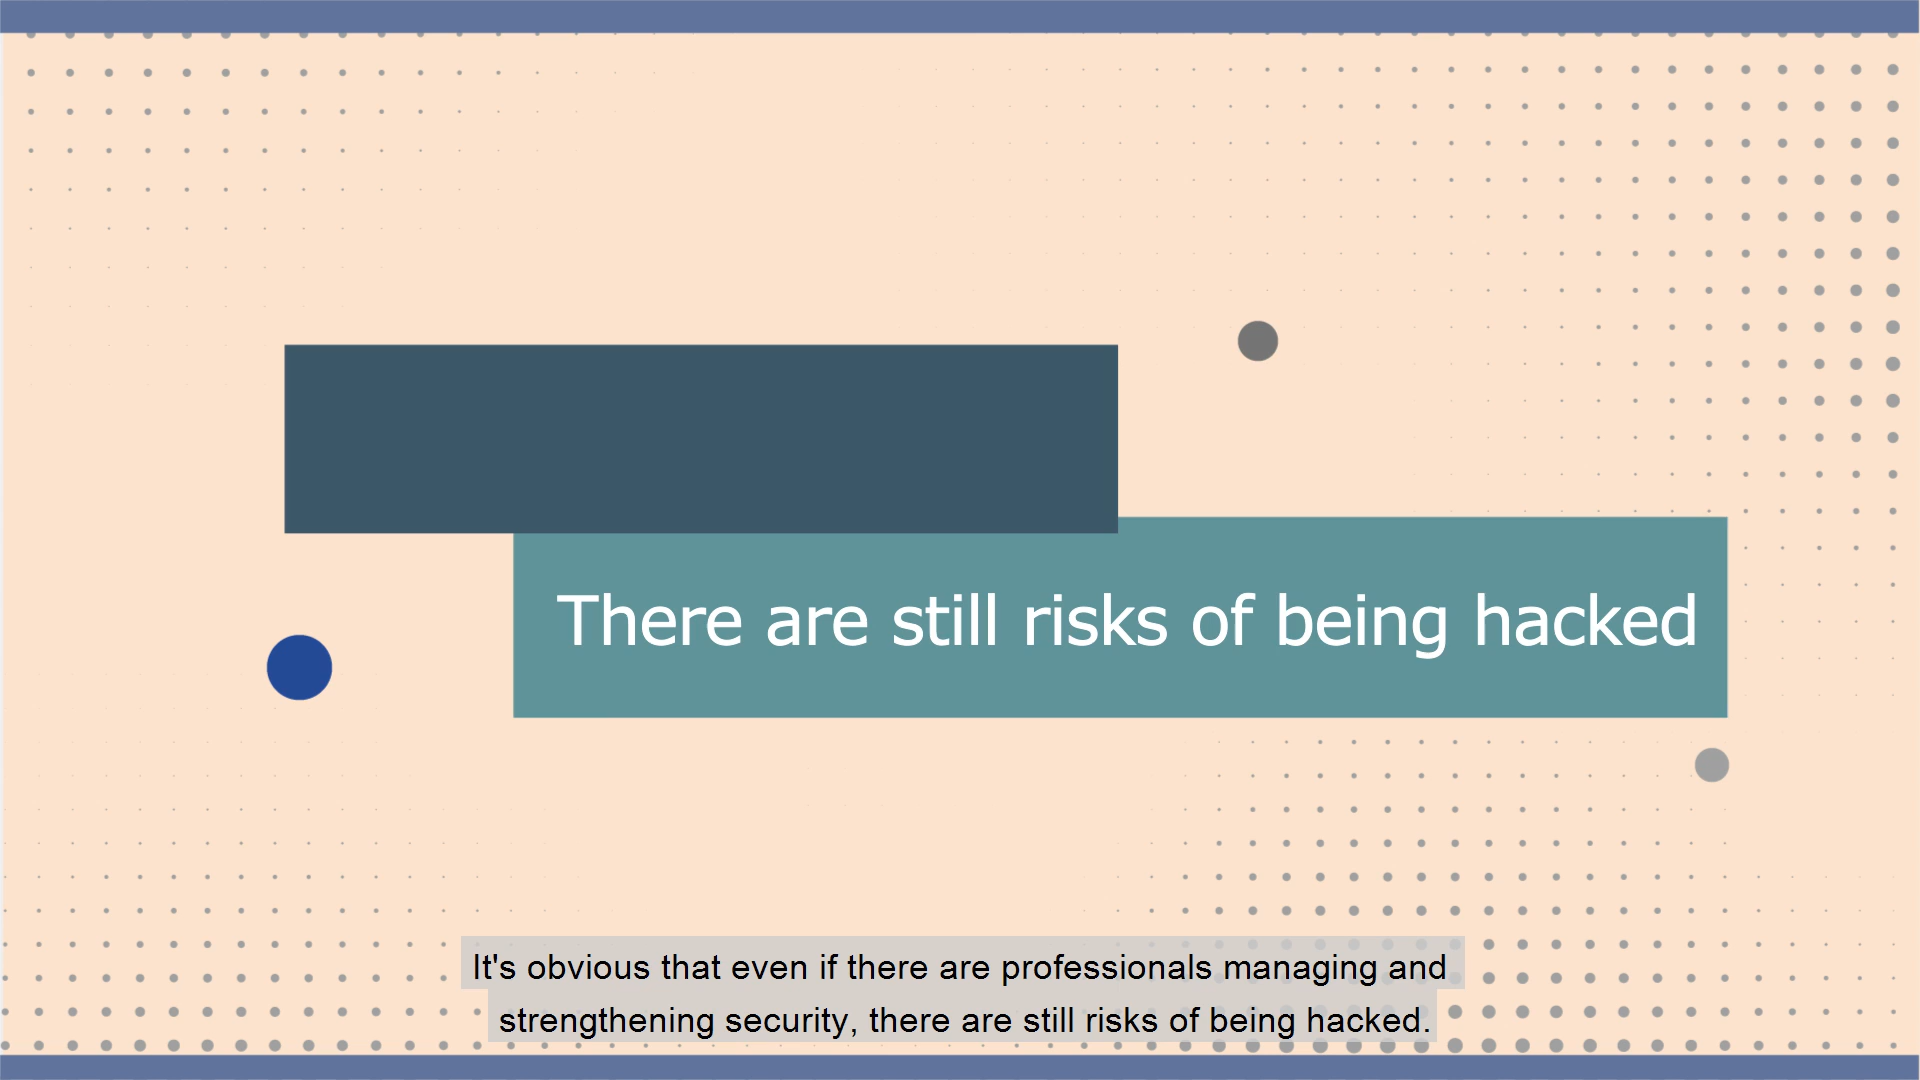 There are still risks of being hacked
It's obvious that even if there are professionals managing and
strengthening security, there are still risks of being hacked.